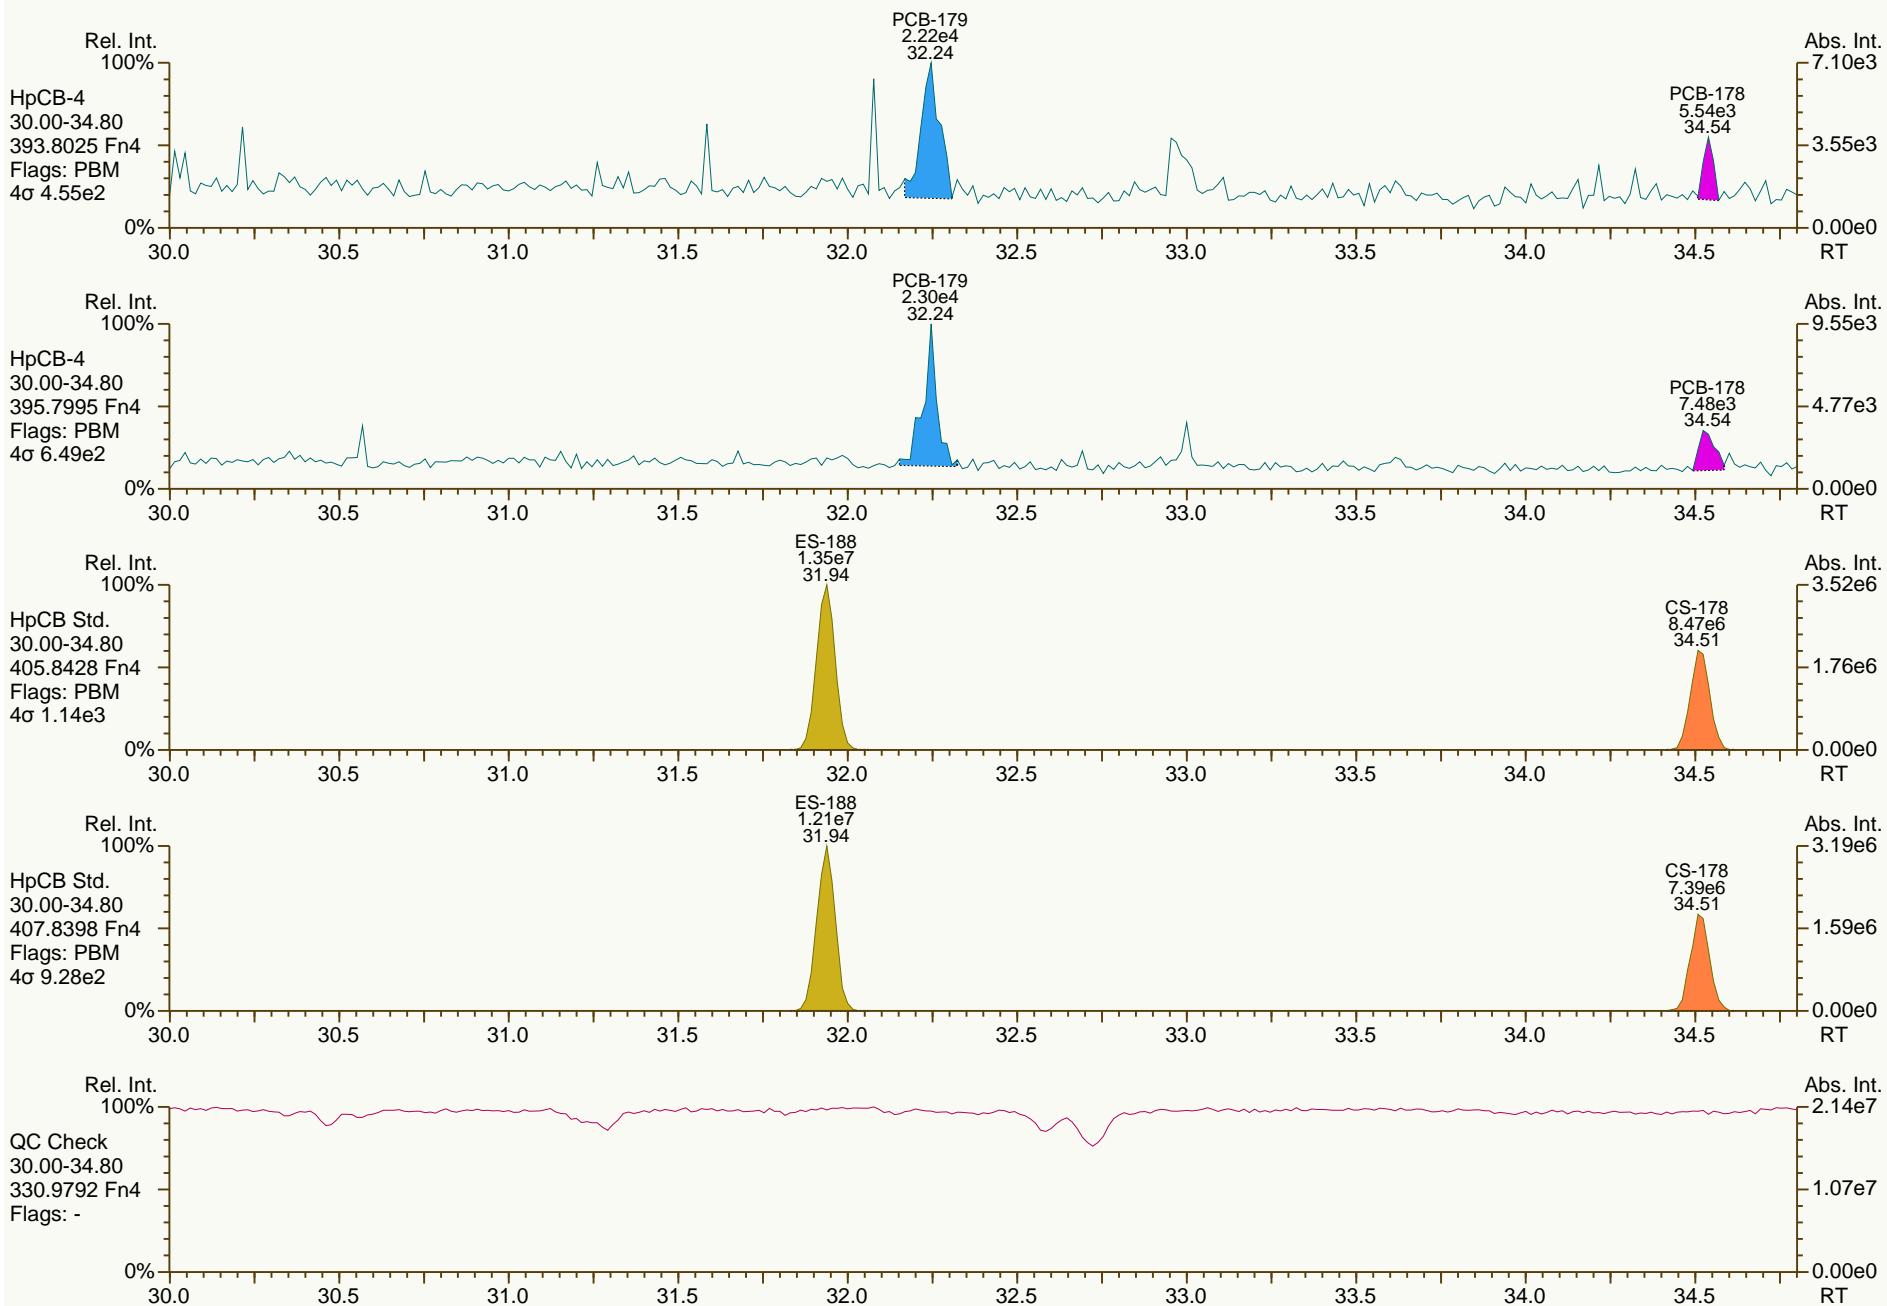 PCB-179
2.22e4
32.24
Rel. Int.
Abs. Int.
100%
7.10e3
PCB-178
5.54e3
34.54
HpCB-4
30.00-34.80
393.8025 Fn4
Flags: PBM
4σ 4.55e2
3.55e3
0%
0.00e0
30.0 30.5 31.0 31.5 32.0 32.5 33.0 33.5 34.0 34.5 RT
PCB-179
2.30e4
32.24
Rel. Int.
Abs. Int.
100%
9.55e3
PCB-178
7.48e3
34.54
HpCB-4
30.00-34.80
395.7995 Fn4
Flags: PBM
4σ 6.49e2
4.77e3
0%
0.00e0
30.0 30.5 31.0 31.5 32.0 32.5 33.0 33.5 34.0 34.5 RT
ES-188
1.35e7
31.94
Rel. Int.
Abs. Int.
100%
3.52e6
CS-178
8.47e6
34.51
HpCB Std.
30.00-34.80
405.8428 Fn4
Flags: PBM
4σ 1.14e3
1.76e6
0%
0.00e0
30.0 30.5 31.0 31.5 32.0 32.5 33.0 33.5 34.0 34.5 RT
ES-188
1.21e7
31.94
Rel. Int.
Abs. Int.
100%
3.19e6
CS-178
7.39e6
34.51
HpCB Std.
30.00-34.80
407.8398 Fn4
Flags: PBM
4σ 9.28e2
1.59e6
0%
0.00e0
30.0 30.5 31.0 31.5 32.0 32.5 33.0 33.5 34.0 34.5 RT
Rel. Int.
Abs. Int.
100%
2.14e7
QC Check
30.00-34.80
330.9792 Fn4
Flags: -
1.07e7
0%
0.00e0
30.0 30.5 31.0 31.5 32.0 32.5 33.0 33.5 34.0 34.5 RT